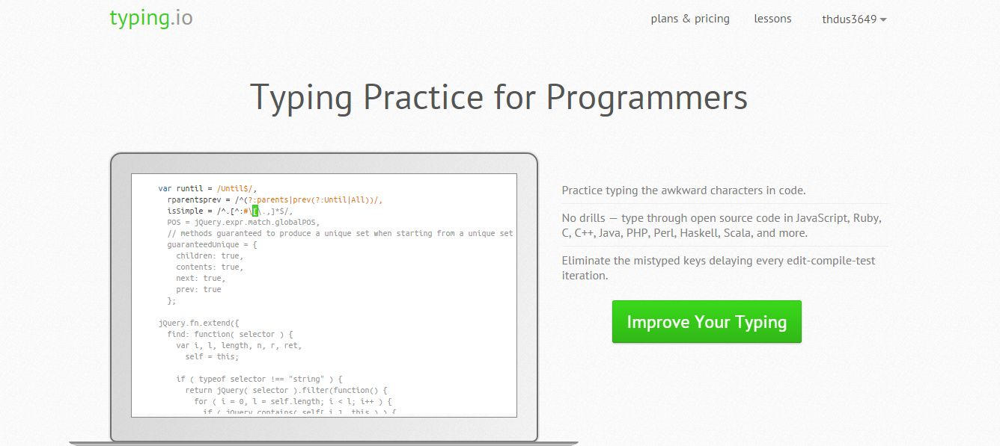 typing.io
plans & pricing
lessons
thdus3649
Typing Practice for Programmers
var runtil = /Until$/,
rparentsprev = /^(?:parents|prev(?:Until|All))/,
isSimple = /^.[^:#\[\.,]*$/,
POS = jQuery.expr.match.globalPOS,
// methods guaranteed to produce a unique set when starting from a unique set
guaranteedUnique = {
children: true,
contents: true,
next: true,
prev: true
};
jQuery.fn.extend({
find: function( selector ) {
var i, l, length, n, r, ret,
self = this;
if ( typeof selector !== "string" ) {
return jQuery( selector ).filter(function() {
for ( i = 0, l = self.length; i < l; i++ ) {
if ( jQuery.contains( self[ i ], this ) ) {
Practice typing the awkward characters in code.
No drills — type through open source code in JavaScript, Ruby,
C, C++, Java, PHP, Perl, Haskell, Scala, and more.
Eliminate the mistyped keys delaying every edit-compile-test
iteration.
Improve Your Typing